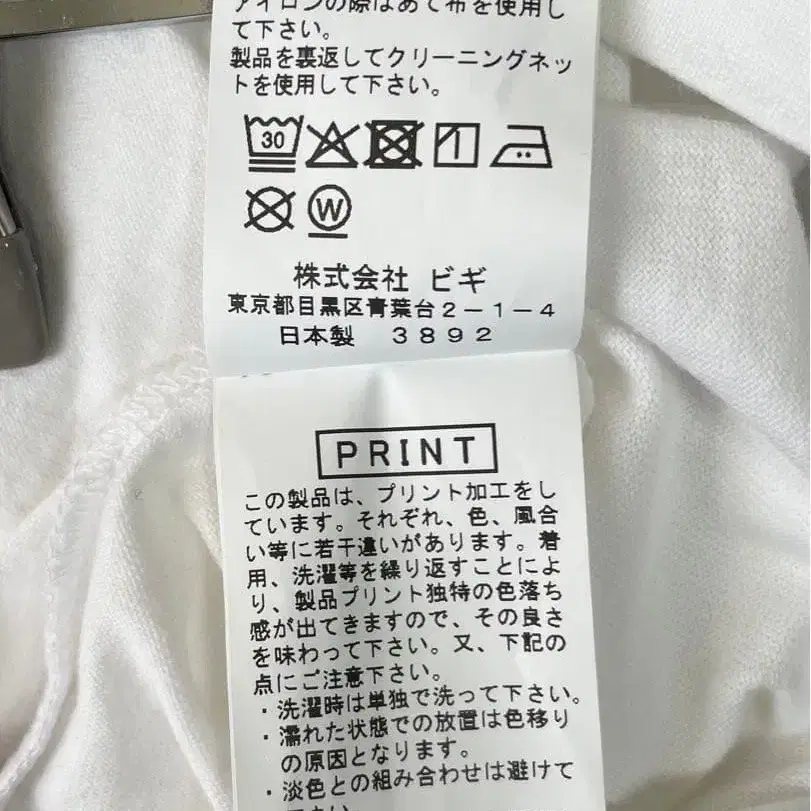 アイロンの際はあて布を使用し
て下さい。
製品を裏返してクリーニングネッ
トを使用して下さい。
30
W
株式会社 ビギ
東京都目黒区青葉台2-1-4
日本製 3892
PRINT
この製品は、プリント加工をし
ています。それぞれ、色、風合
い等に若干違いがあります。着
用、洗濯等を繰り返すことによ
り、製品プリント独特の色落ち
感が出てきますので、その良さ
を味わって下さい。又、下記の
点にご注意下さい。
・洗濯時は単独で洗って下さい。
・濡れた状態での放置は色移り
の原因となります。
・淡色との組み合わせは避けて
下さい。